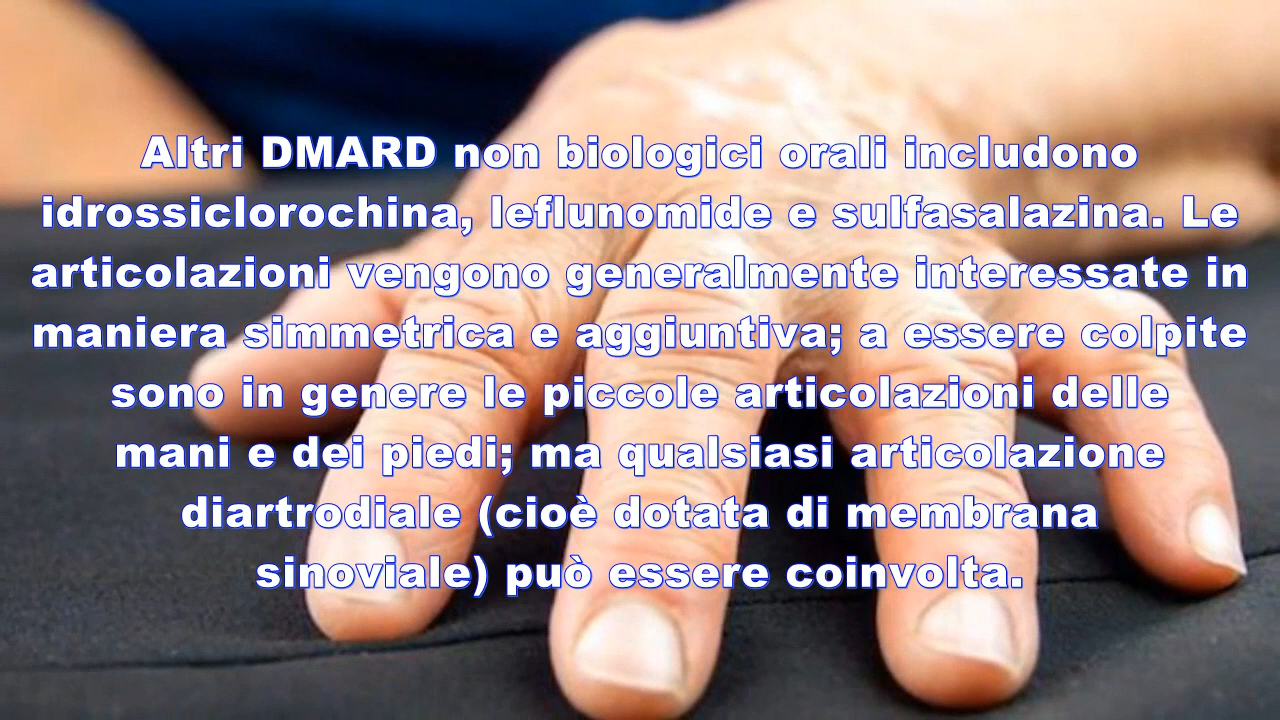 Altri DMARD non biologici orali includono
idrossiclorochina, leflunomide e sulfasalazina. Le
articolazioni vengono generalmente interessate in
maniera simmetrica e aggiuntiva; a essere colpite
sono in genere le piccole articolazioni delle
mani e dei piedi; ma qualsiasi articolazione
diartrodiale (cioè dotata di membrana
sinoviale) può essere coinvolta.